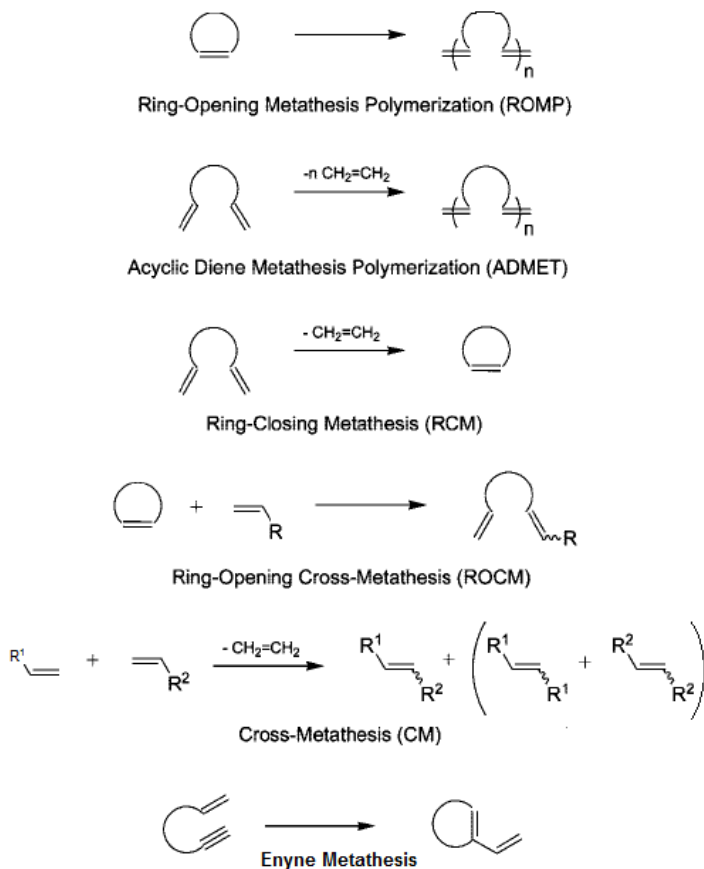 n
Ring-Opening Metathesis Polymerization (ROMP)
-n CH₂=CH₂
n
Acyclic Diene Metathesis Polymerization (ADMET)
- CH₂=CH₂
Ring-Closing Metathesis (RCM)
+ R R
Ring-Opening Cross-Metathesis (ROCM)
R¹ + R² - CH₂=CH₂ R¹ R² + ( R¹ R¹ + R² R² )
Cross-Metathesis (CM)
Enyne Metathesis